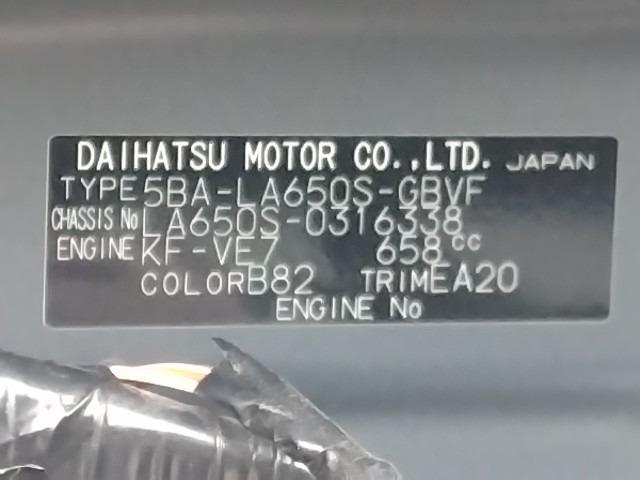 DAIHATSU MOTOR CO.,LTD. JAPAN
TYPE 5BA-LA650S-GBVF
CHASSIS No LA650S-0316338
ENGINE KF-VE7 658cc
COLOR B82 TRIM EA20
ENGINE No